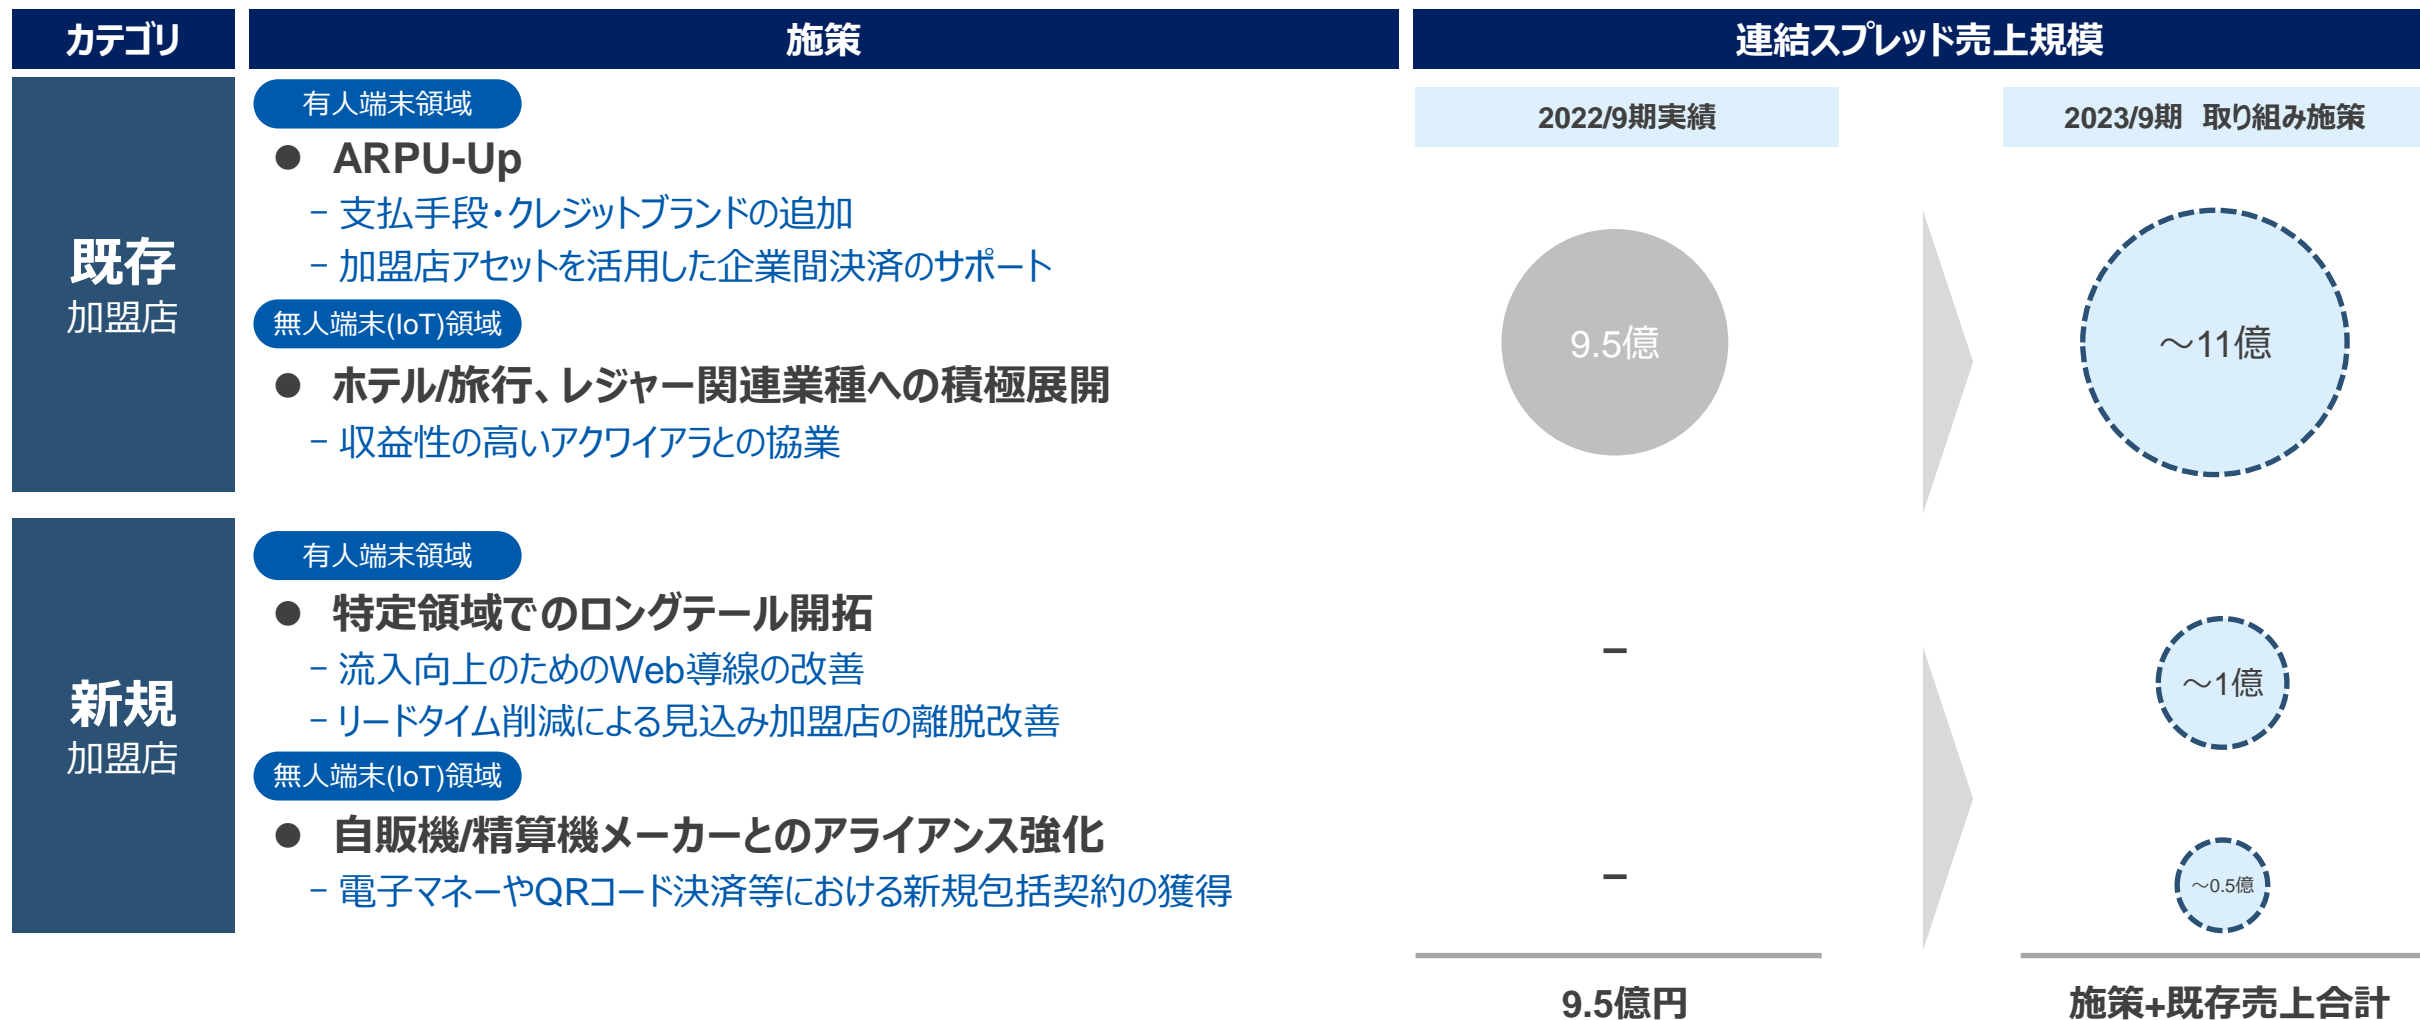 カテゴリ
施策
連結スプレッド売上規模
既存
加盟店
有人端末領域
● ARPU-Up
− 支払手段・クレジットブランドの追加
− 加盟店アセットを活用した企業間決済のサポート
無人端末(IoT)領域
● ホテル/旅行、レジャー関連業種への積極展開
− 収益性の高いアクワイアラとの協業
2022/9期実績
2023/9期　取り組み施策
9.5億
～11億
新規
加盟店
有人端末領域
● 特定領域でのロングテール開拓
− 流入向上のためのWeb導線の改善
− リードタイム削減による見込み加盟店の離脱改善
無人端末(IoT)領域
● 自販機/精算機メーカーとのアライアンス強化
− 電子マネーやQRコード決済等における新規包括契約の獲得
−
～1億
−
～0.5億
9.5億円
施策+既存売上合計